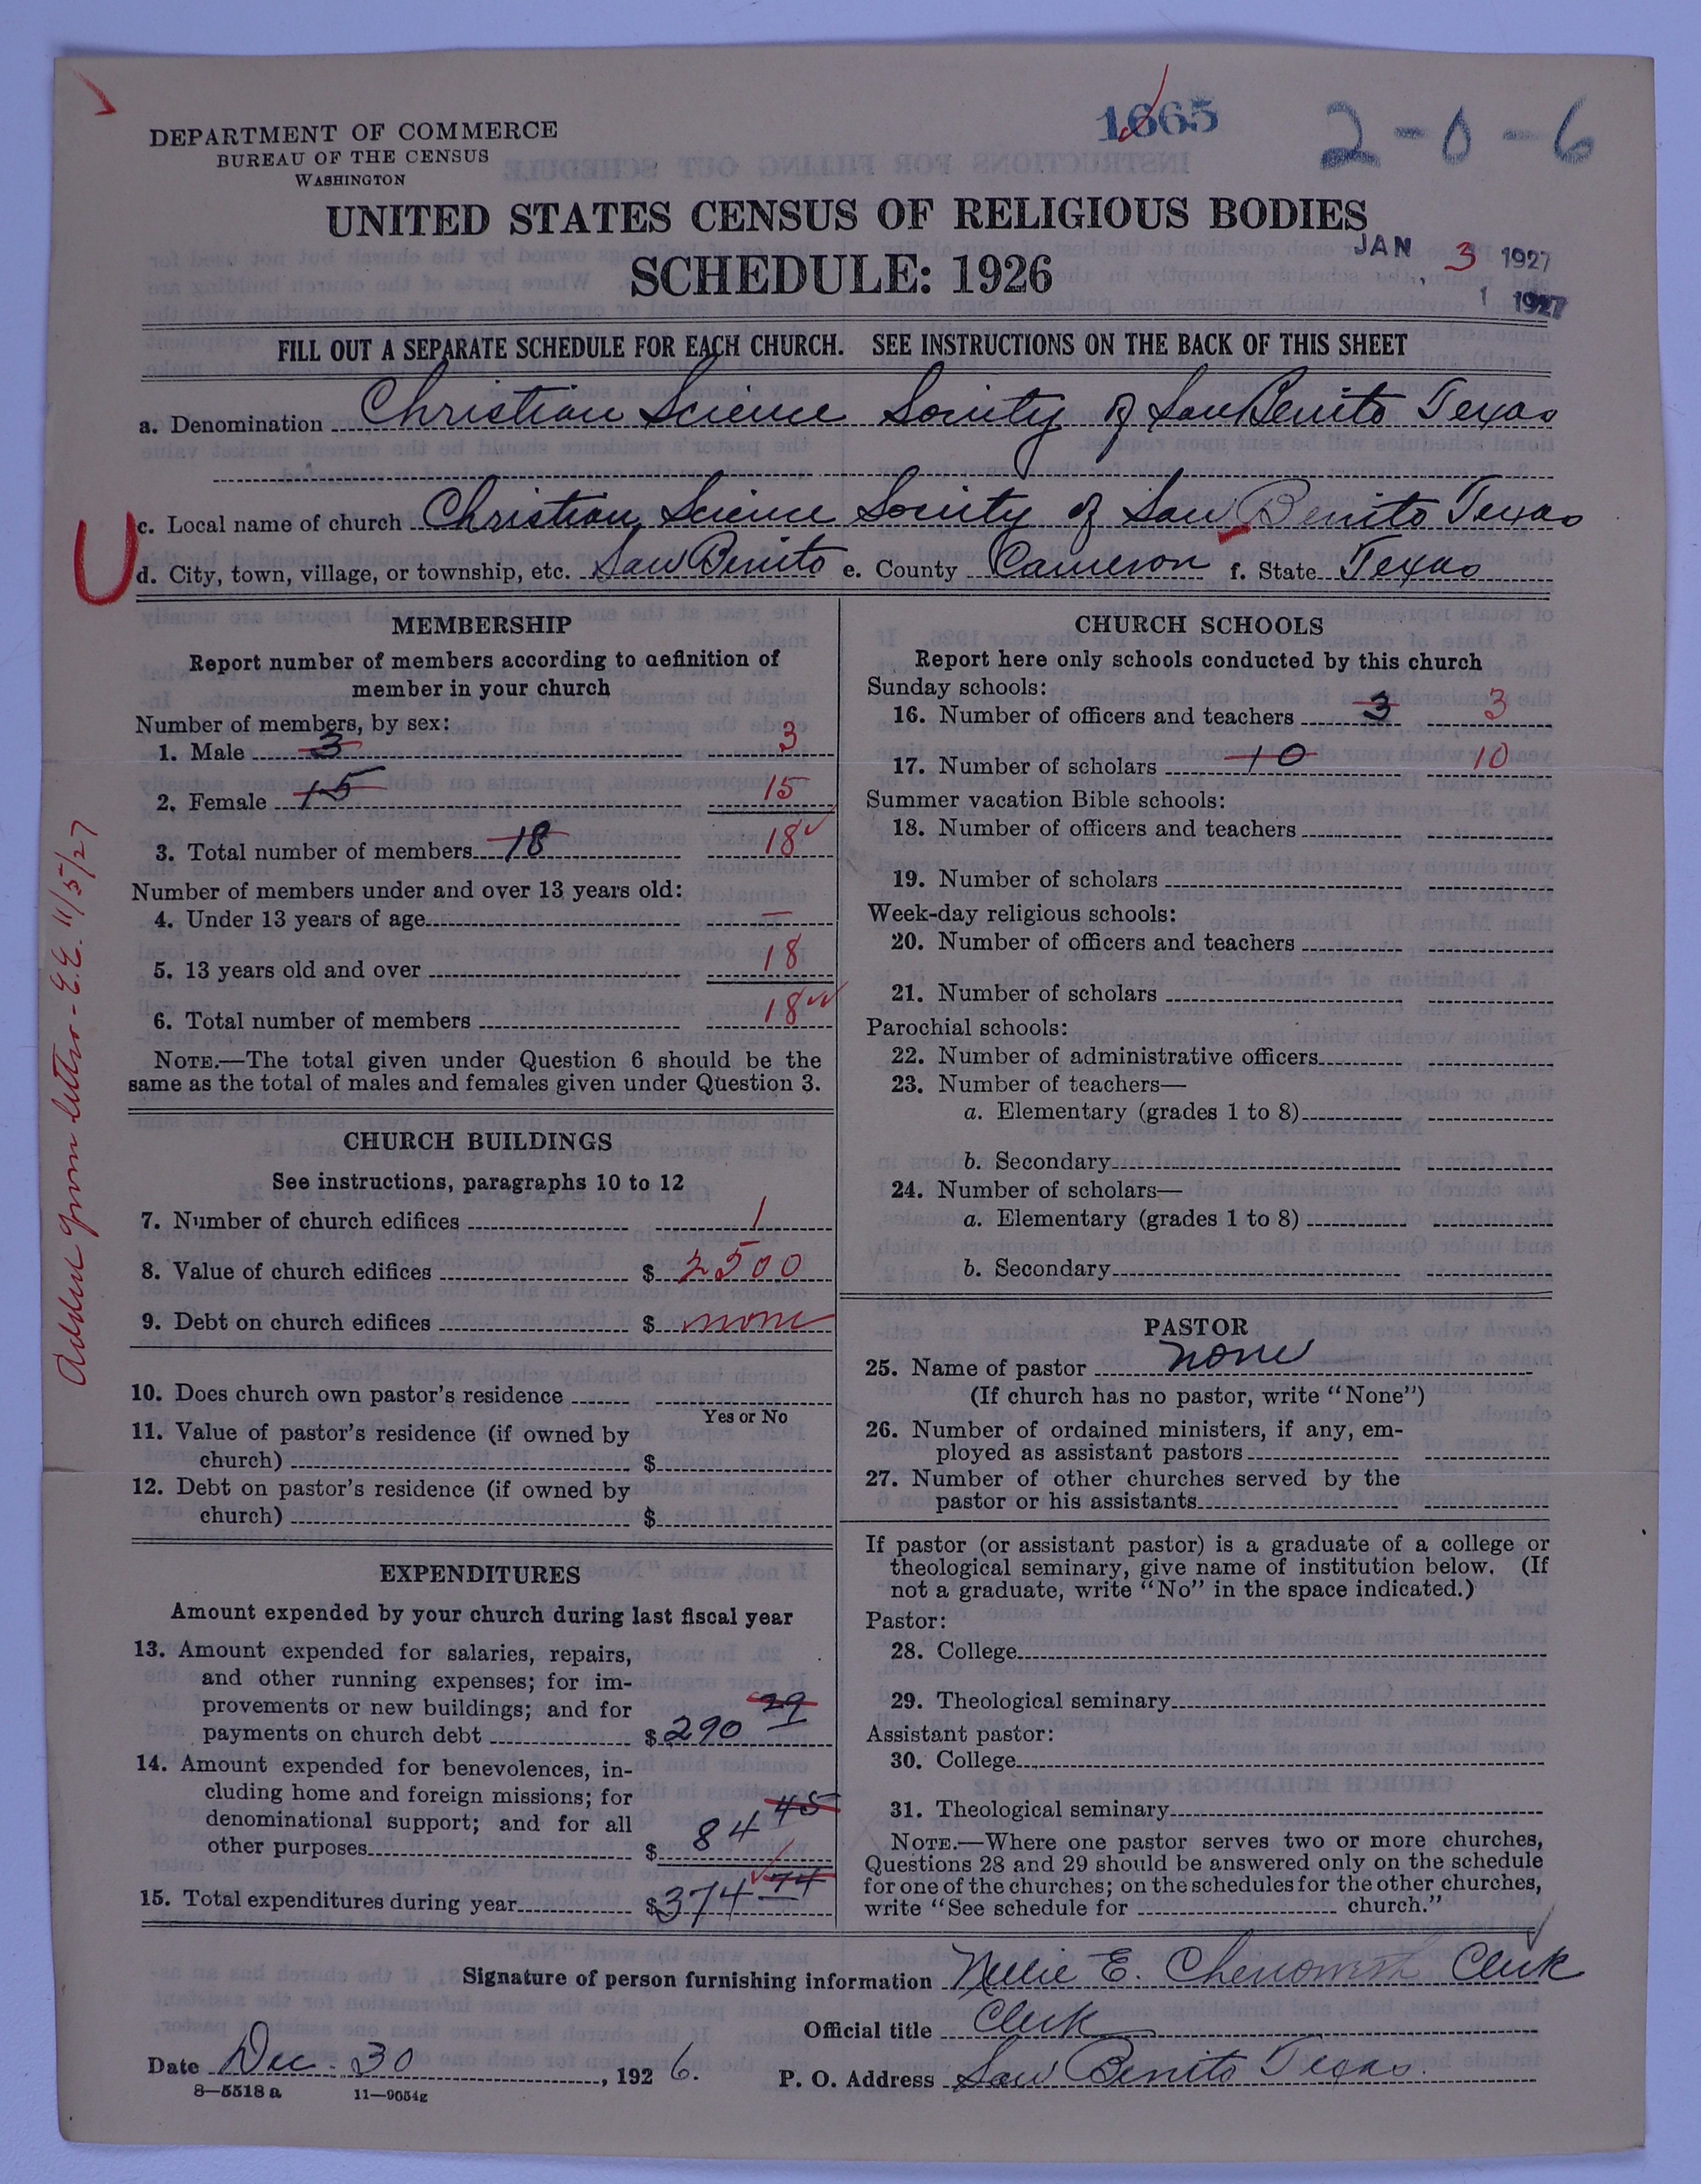 1665
2-0-6
DEPARTMENT OF COMMERCE
BUREAU OF THE CENSUS
WASHINGTON
UNITED STATES CENSUS OF RELIGIOUS BODIES
JAN 3 1927
SCHEDULE: 1926
1 1927
FILL OUT A SEPARATE SCHEDULE FOR EACH CHURCH. SEE INSTRUCTIONS ON THE BACK OF THIS SHEET
a. Denomination Christian Science Society of San Benito Texas
c. Local name of church Christian Science Society of San Benito Texas
d. City, town, village, or township, etc. San Benito e. County Cameron f. State Texas
MEMBERSHIP
Report number of members according to definition of
member in your church
Number of members, by sex:
1. Male 3 3
2. Female 15 15
3. Total number of members 18 18
Number of members under and over 13 years old:
4. Under 13 years of age —
5. 13 years old and over 18
6. Total number of members 18
NOTE.—The total given under Question 6 should be the
same as the total of males and females given under Question 3.
CHURCH BUILDINGS
See instructions, paragraphs 10 to 12
7. Number of church edifices 1
8. Value of church edifices $ 2500
9. Debt on church edifices $ none
10. Does church own pastor's residence
Yes or No
11. Value of pastor's residence (if owned by
church) $
12. Debt on pastor's residence (if owned by
church) $
EXPENDITURES
Amount expended by your church during last fiscal year
13. Amount expended for salaries, repairs,
and other running expenses; for im-
provements or new buildings; and for
payments on church debt $ 290 29
14. Amount expended for benevolences, in-
cluding home and foreign missions; for
denominational support; and for all
other purposes $ 84 45
15. Total expenditures during year $ 374 74
Added from letter - E.E. 11/5/27
CHURCH SCHOOLS
Report here only schools conducted by this church
Sunday schools:
16. Number of officers and teachers 3 3
17. Number of scholars 10 10
Summer vacation Bible schools:
18. Number of officers and teachers
19. Number of scholars
Week-day religious schools:
20. Number of officers and teachers
21. Number of scholars
Parochial schools:
22. Number of administrative officers
23. Number of teachers—
a. Elementary (grades 1 to 8)
b. Secondary
24. Number of scholars—
a. Elementary (grades 1 to 8)
b. Secondary
PASTOR
25. Name of pastor none
(If church has no pastor, write "None")
26. Number of ordained ministers, if any, em-
ployed as assistant pastors
27. Number of other churches served by the
pastor or his assistants
If pastor (or assistant pastor) is a graduate of a college or
theological seminary, give name of institution below. (If
not a graduate, write "No" in the space indicated.)
Pastor:
28. College
29. Theological seminary
Assistant pastor:
30. College
31. Theological seminary
NOTE.—Where one pastor serves two or more churches,
Questions 28 and 29 should be answered only on the schedule
for one of the churches; on the schedules for the other churches,
write "See schedule for church."
Signature of person furnishing information Nellie E. Chenoweth Clerk
Official title Clerk
Date Dec. 30, 1926. P. O. Address San Benito Texas.
8—5518 a 11—9054g